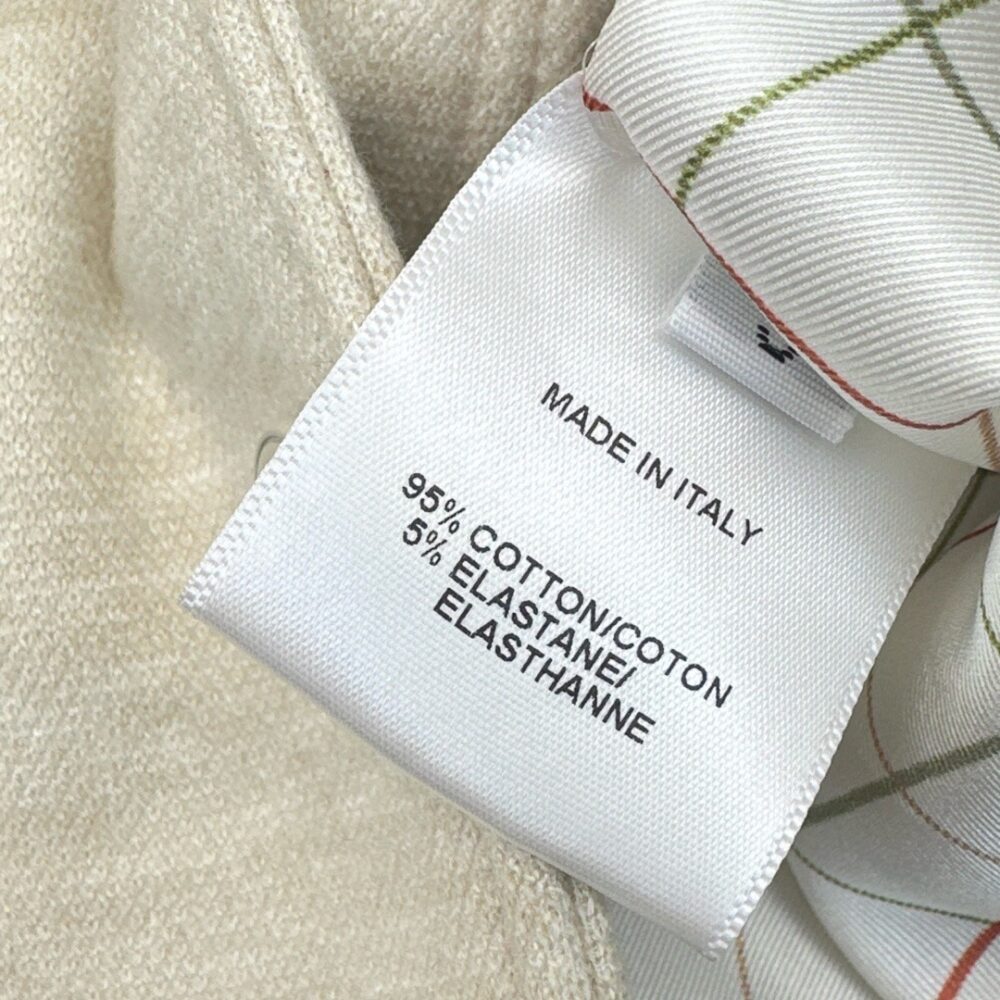 MADE IN ITALY
95% COTTON/COTON
5% ELASTANE/
ELASTHANNE